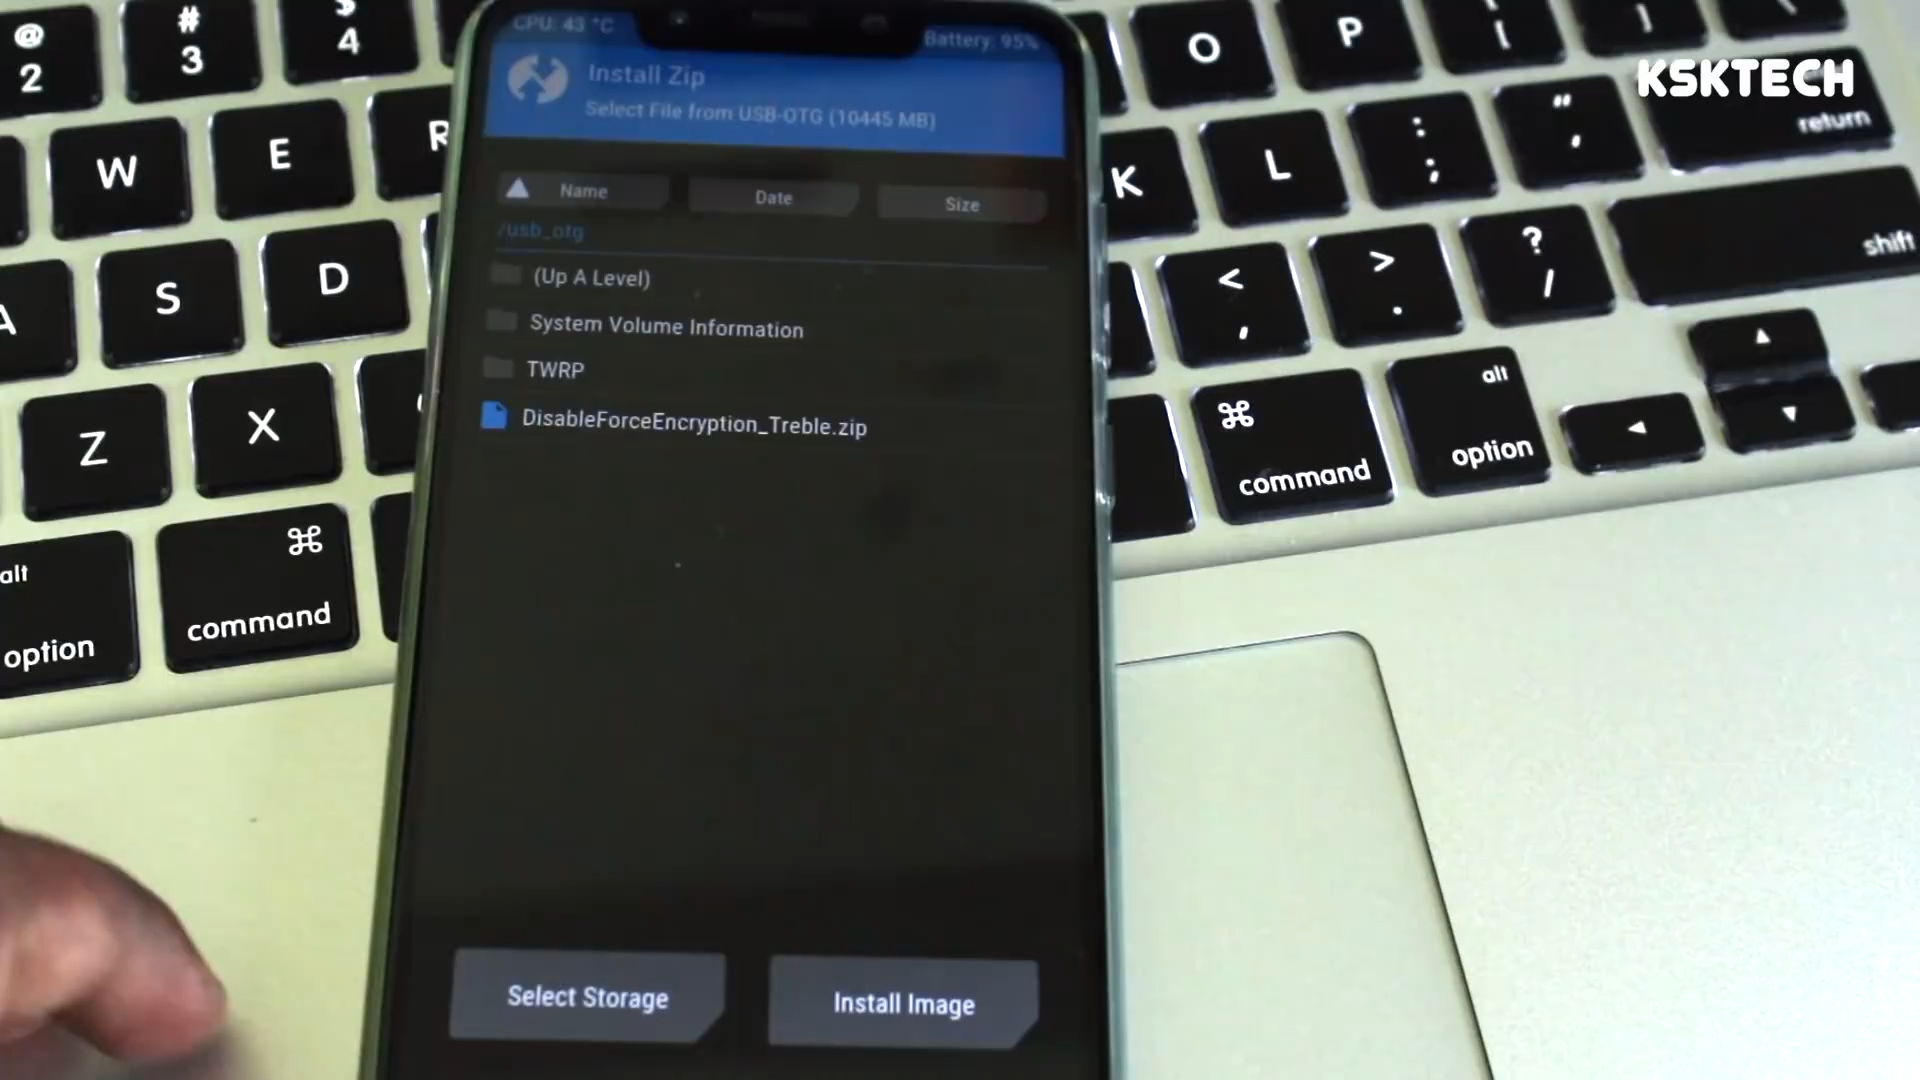 KSKTECH
CPU: 43 °C
Battery: 95%
Install Zip
Select File from USB-OTG (10445 MB)
Name
Date
Size
/usb_otg
(Up A Level)
System Volume Information
TWRP
DisableForceEncryption_Treble.zip
Select Storage
Install Image
@
2
#
3
$
4
W
E
R
A
S
D
Z
X
⌘
command
alt
option
O
P
[
]
\
K
L
:
;
"
,
return
<
,
>
.
?
/
shift
⌘
command
alt
option
▲
◄
▼